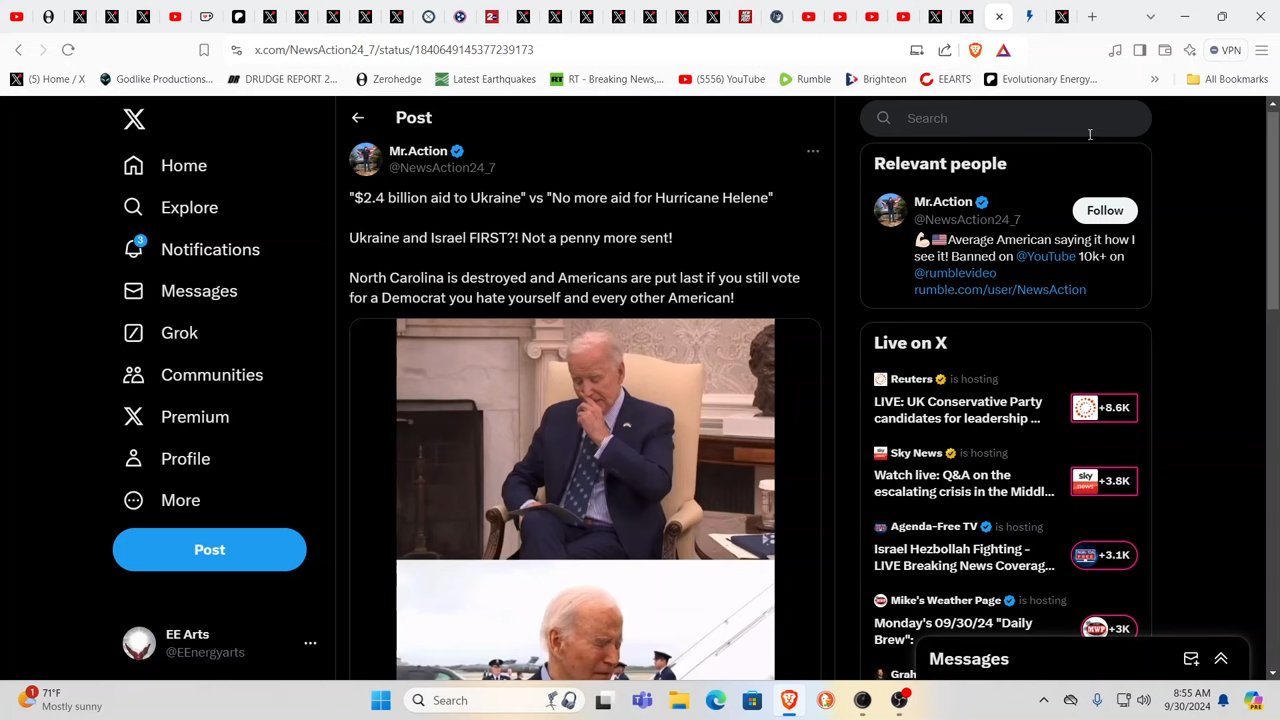 x.com/NewsAction24_7/status/1840649145377239173
VPN
(5) Home / X
Godlike Productions...
DRUDGE REPORT 2...
Zerohedge
Latest Earthquakes
RT - Breaking News,...
(5556) YouTube
Rumble
Brighteon
EEARTS
Evolutionary Energy...
All Bookmarks
Home
Explore
3
Notifications
Messages
Grok
Communities
Premium
Profile
More
Post
EE Arts
@EEnergyarts
Post
Mr.Action
@NewsAction24_7
"$2.4 billion aid to Ukraine" vs "No more aid for Hurricane Helene"
Ukraine and Israel FIRST?! Not a penny more sent!
North Carolina is destroyed and Americans are put last if you still vote
for a Democrat you hate yourself and every other American!
Search
Relevant people
Mr.Action
@NewsAction24_7
Follow
Average American saying it how I
see it! Banned on @YouTube 10k+ on
@rumblevideo
rumble.com/user/NewsAction
Live on X
Reuters is hosting
LIVE: UK Conservative Party
candidates for leadership ...
+8.6K
Sky News is hosting
Watch live: Q&A on the
escalating crisis in the Middl...
sky
news
+3.8K
Agenda-Free TV is hosting
Israel Hezbollah Fighting -
LIVE Breaking News Coverag...
+3.1K
Mike's Weather Page is hosting
Monday's 09/30/24 "Daily
Brew":
MWP
+3K
Grah
Messages
1
71°F
Mostly sunny
Search
8:55 AM
9/30/2024
PRE